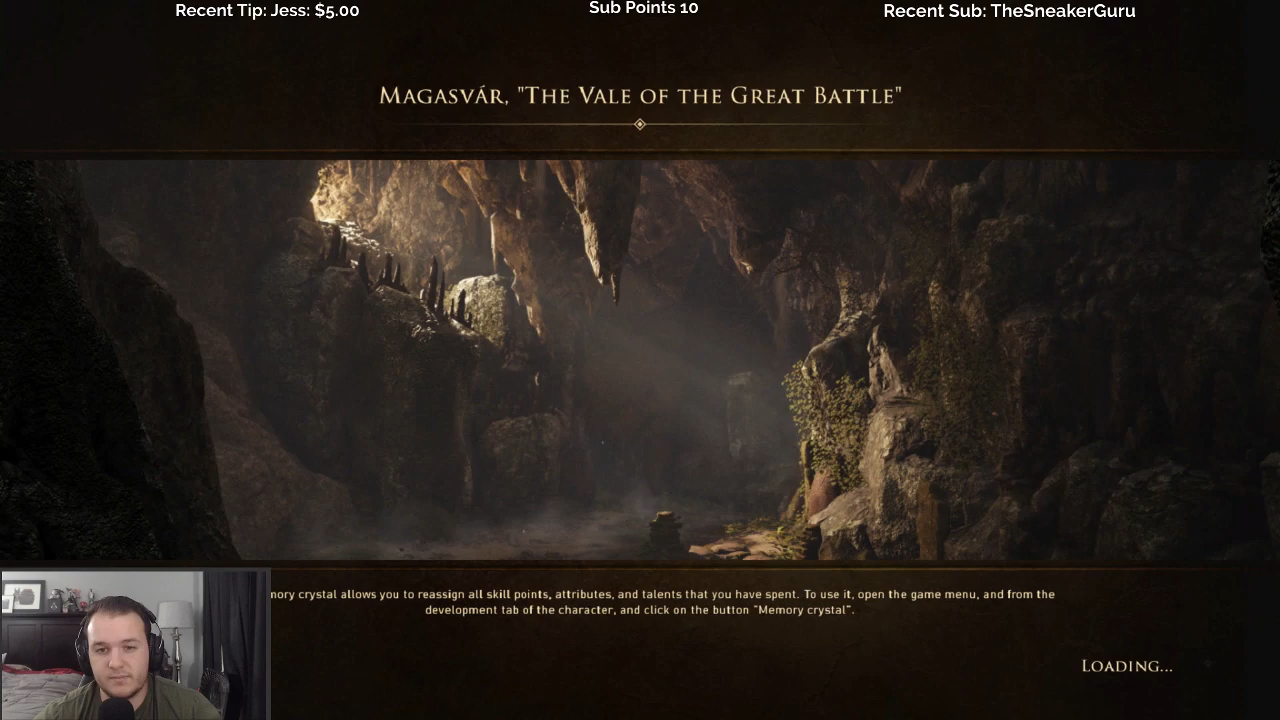 Recent Tip: Jess: $5.00
Sub Points 10
Recent Sub: TheSneakerGuru
MAGASVÁR, "THE VALE OF THE GREAT BATTLE"
mory crystal allows you to reassign all skill points, attributes, and talents that you have spent. To use it, open the game menu, and from the
development tab of the character, and click on the button "Memory crystal".
LOADING...